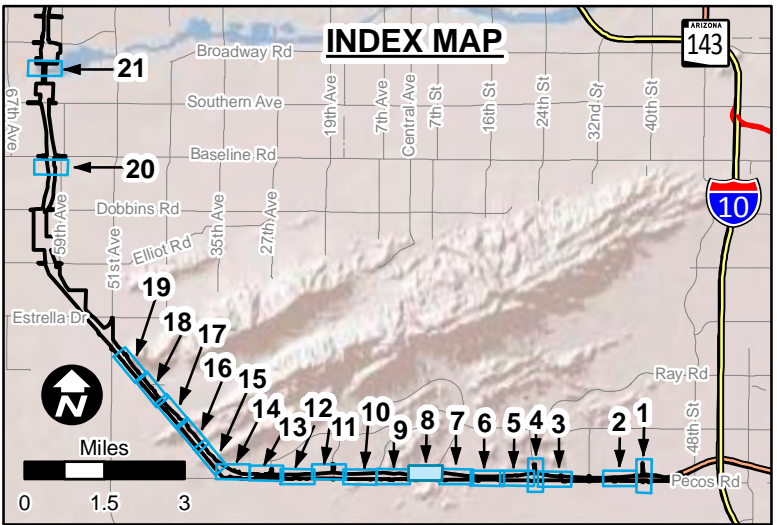 INDEX MAP
ARIZONA
143
Broadway Rd
21
67th Ave
Southern Ave
19th Ave
7th Ave
Central Ave
7th St
16th St
24th St
32nd St
40th St
Baseline Rd
20
10
Dobbins Rd
59th Ave
51st Ave
Elliot Rd
35th Ave
27th Ave
Estrella Dr
19
18
17
16
15
14
13
12
11
10
9
8
7
6
5
4
3
2
1
Ray Rd
48th St
Pecos Rd
N
Miles
0 1.5 3